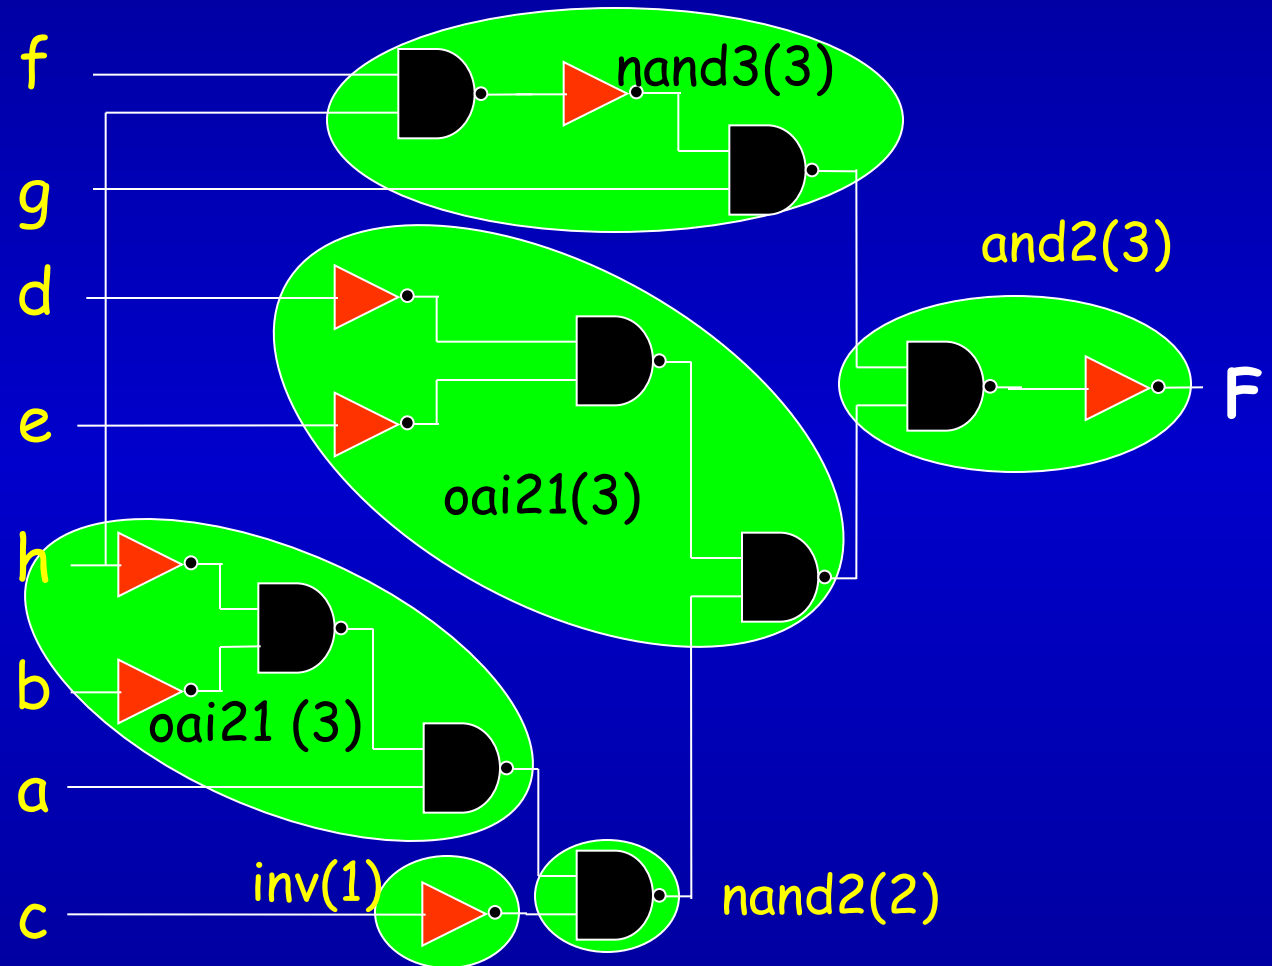 f
nand3(3)
g
and2(3)
d
F
e
oai21(3)
h
b
oai21 (3)
a
inv(1)
nand2(2)
c